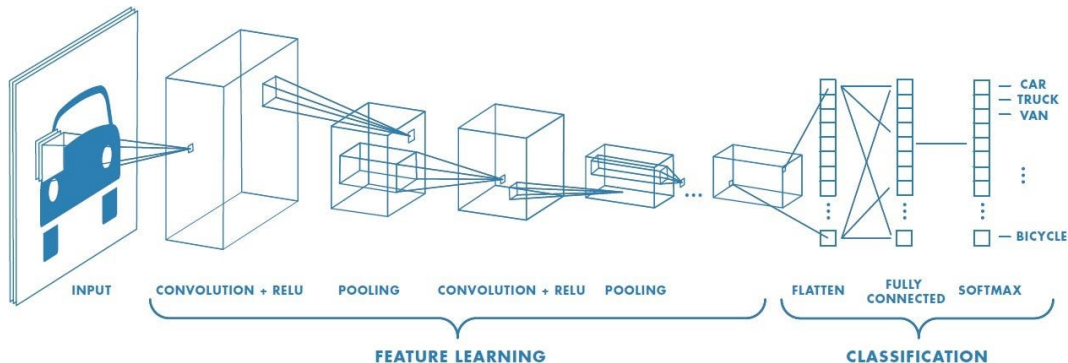 CAR
TRUCK
VAN
BICYCLE
INPUT
CONVOLUTION + RELU
POOLING
CONVOLUTION + RELU
POOLING
FLATTEN
FULLY
CONNECTED
SOFTMAX
FEATURE LEARNING
CLASSIFICATION